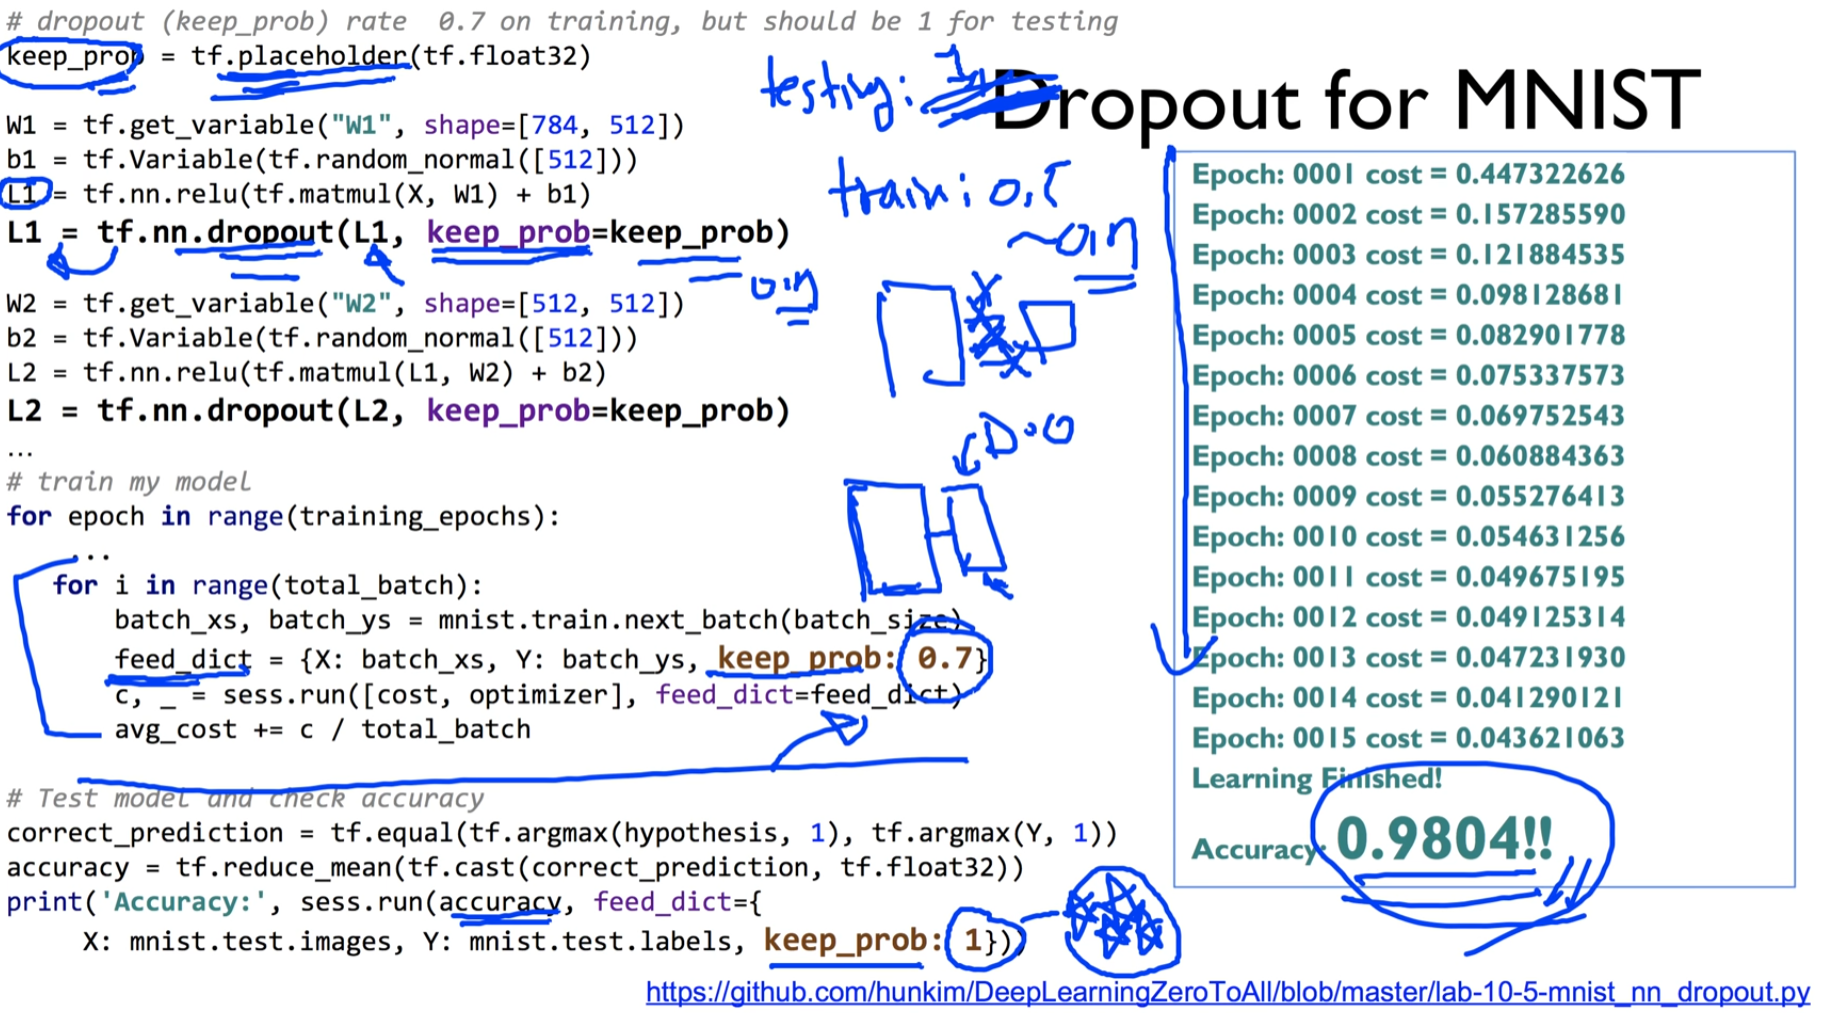 # dropout (keep_prob) rate  0.7 on training, but should be 1 for testing
keep_prob = tf.placeholder(tf.float32)
W1 = tf.get_variable("W1", shape=[784, 512])
b1 = tf.Variable(tf.random_normal([512]))
L1 = tf.nn.relu(tf.matmul(X, W1) + b1)
L1 = tf.nn.dropout(L1, keep_prob=keep_prob)
W2 = tf.get_variable("W2", shape=[512, 512])
b2 = tf.Variable(tf.random_normal([512]))
L2 = tf.nn.relu(tf.matmul(L1, W2) + b2)
L2 = tf.nn.dropout(L2, keep_prob=keep_prob)
...
# train my model
for epoch in range(training_epochs):
...
for i in range(total_batch):
batch_xs, batch_ys = mnist.train.next_batch(batch_size)
feed_dict = {X: batch_xs, Y: batch_ys, keep_prob: 0.7}
c, _ = sess.run([cost, optimizer], feed_dict=feed_dict)
avg_cost += c / total_batch
# Test model and check accuracy
correct_prediction = tf.equal(tf.argmax(hypothesis, 1), tf.argmax(Y, 1))
accuracy = tf.reduce_mean(tf.cast(correct_prediction, tf.float32))
print('Accuracy:', sess.run(accuracy, feed_dict={
X: mnist.test.images, Y: mnist.test.labels, keep_prob: 1}))
testing: 1
train: 0.5
Dropout for MNIST
Epoch: 0001 cost = 0.447322626
Epoch: 0002 cost = 0.157285590
Epoch: 0003 cost = 0.121884535
Epoch: 0004 cost = 0.098128681
Epoch: 0005 cost = 0.082901778
Epoch: 0006 cost = 0.075337573
Epoch: 0007 cost = 0.069752543
Epoch: 0008 cost = 0.060884363
Epoch: 0009 cost = 0.055276413
Epoch: 0010 cost = 0.054631256
Epoch: 0011 cost = 0.049675195
Epoch: 0012 cost = 0.049125314
Epoch: 0013 cost = 0.047231930
Epoch: 0014 cost = 0.041290121
Epoch: 0015 cost = 0.043621063
Learning Finished!
Accuracy: 0.9804!!
https://github.com/hunkim/DeepLearningZeroToAll/blob/master/lab-10-5-mnist_nn_dropout.py